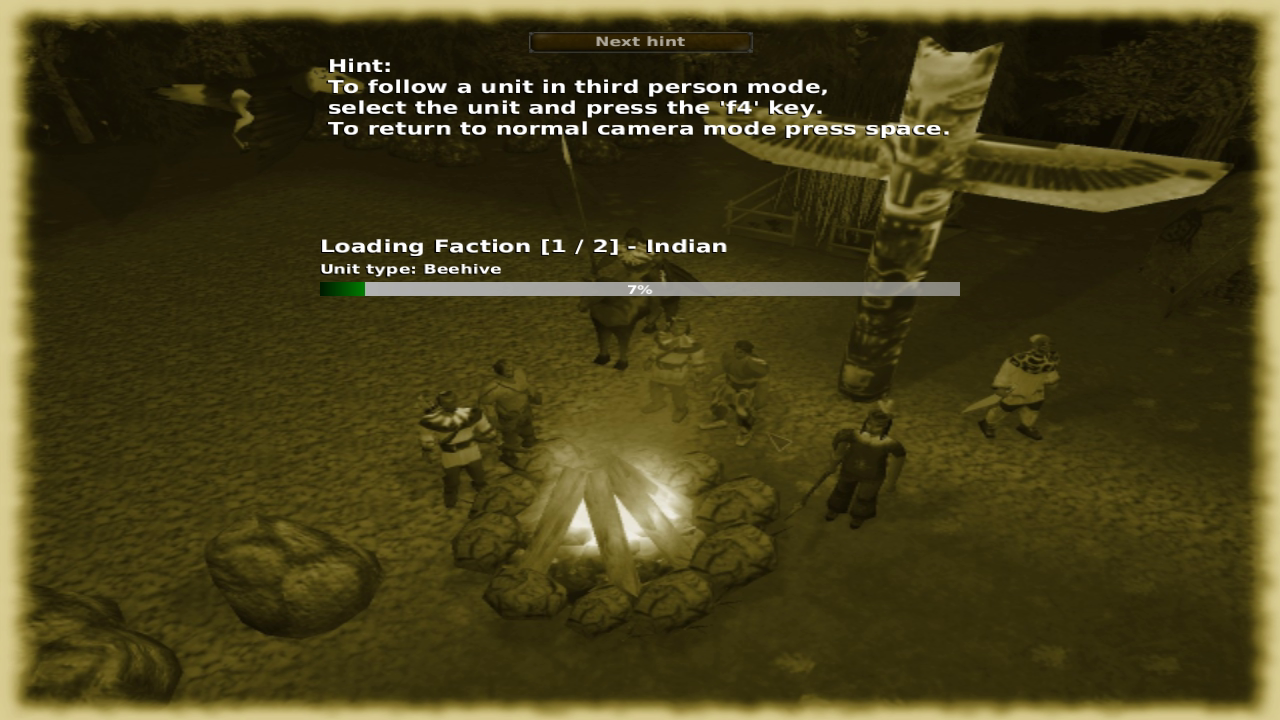 Next hint
Hint:
To follow a unit in third person mode,
select the unit and press the 'f4' key.
To return to normal camera mode press space.
Loading Faction [1 / 2] - Indian
Unit type: Beehive
7%